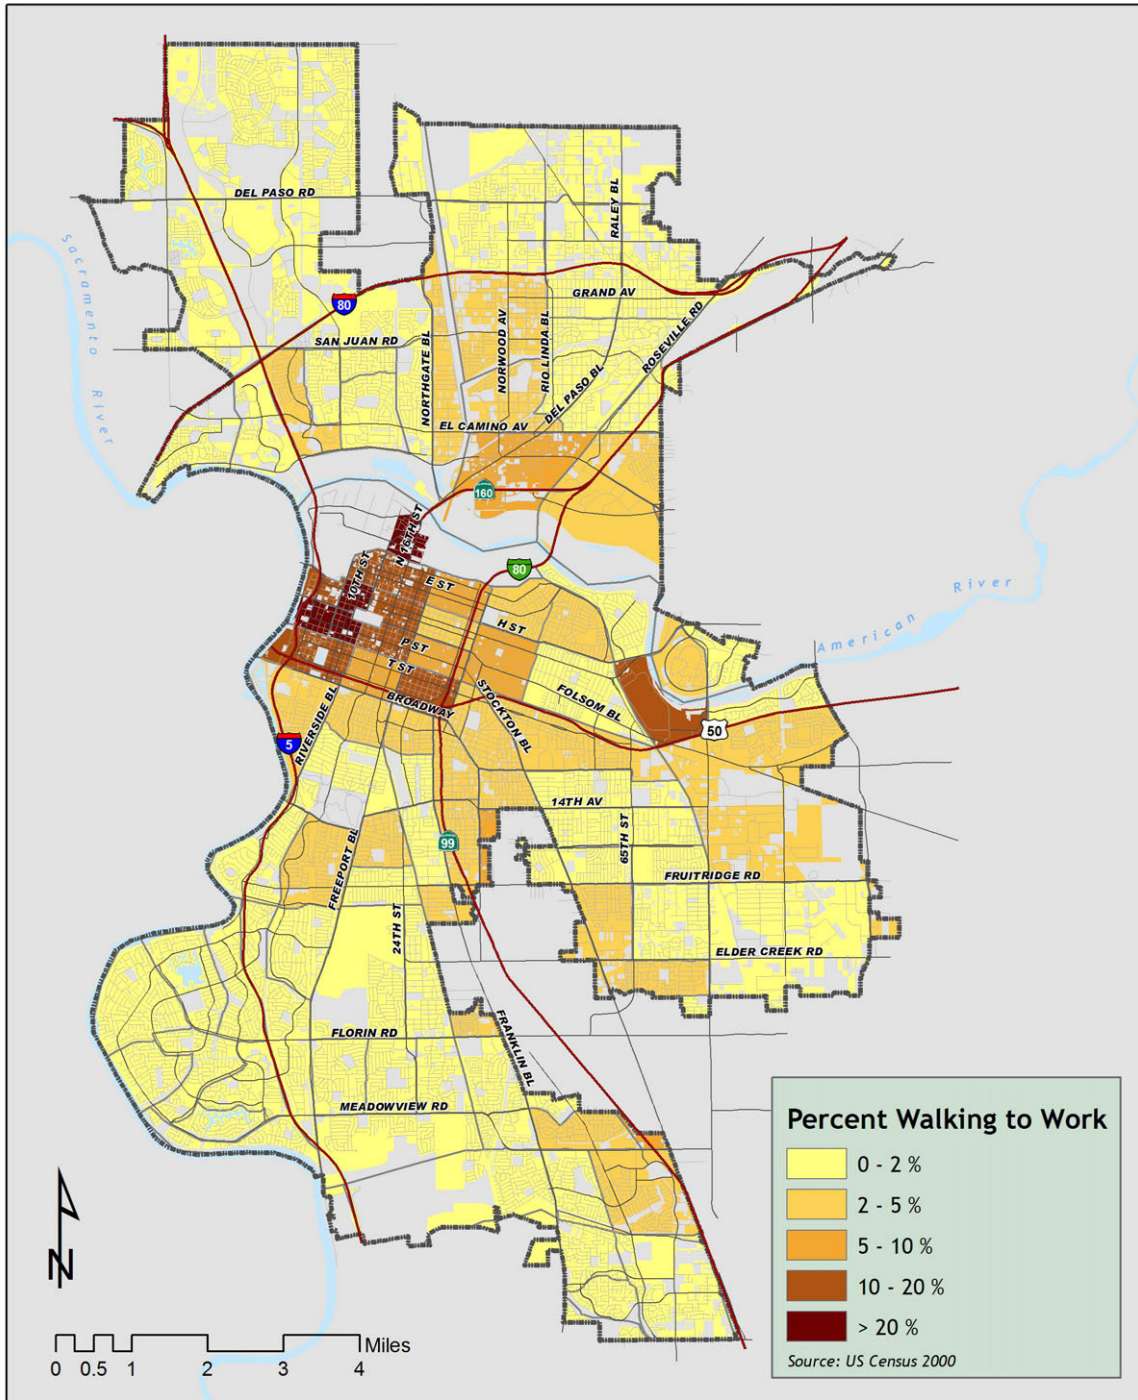 DEL PASO RD
RALEY BL
Sacramento River
80
GRAND AV
SAN JUAN RD
NORTHGATE BL
NORWOOD AV
RIO LINDA BL
DEL PASO BL
ROSEVILLE RD
EL CAMINO AV
160
N 16TH ST
10TH ST
E ST
80
H ST
P ST
T ST
BROADWAY
American River
STOCKTON BL
FOLSOM BL
50
RIVERSIDE BL
5
14TH AV
65TH ST
99
FREEPORT BL
FRUITRIDGE RD
24TH ST
ELDER CREEK RD
FLORIN RD
FRANKLIN BL
MEADOWVIEW RD
Percent Walking to Work
0 - 2 %
2 - 5 %
5 - 10 %
10 - 20 %
> 20 %
Source: US Census 2000
N
Miles
0 0.5 1 2 3 4